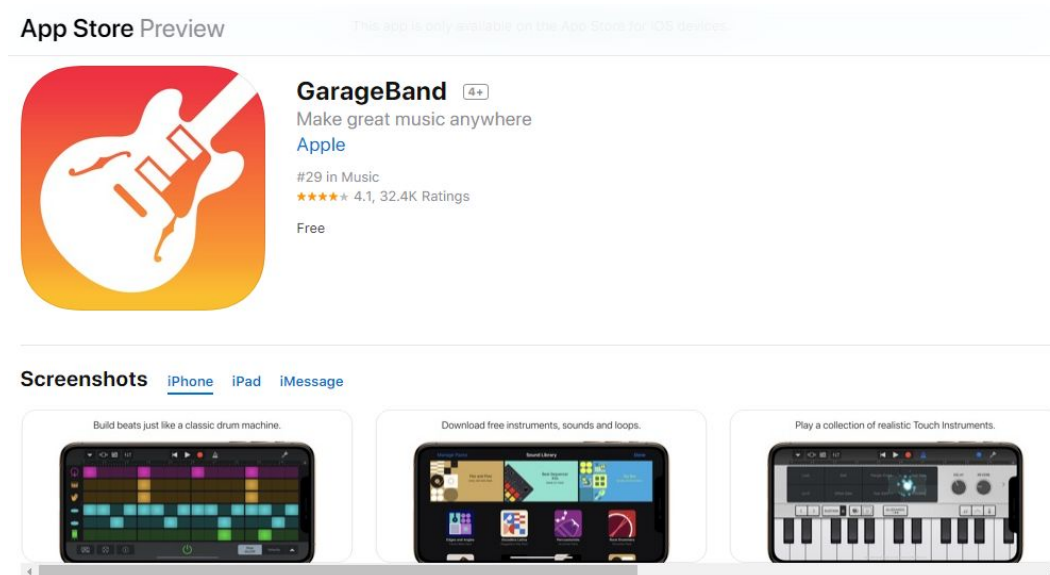 App Store Preview
This app is only available on the App Store for iOS devices.
GarageBand 4+
Make great music anywhere
Apple
#29 in Music
★★★★★ 4.1, 32.4K Ratings
Free
Screenshots iPhone iPad iMessage
Build beats just like a classic drum machine.
Download free instruments, sounds and loops.
Play a collection of realistic Touch Instruments.
Sound Library